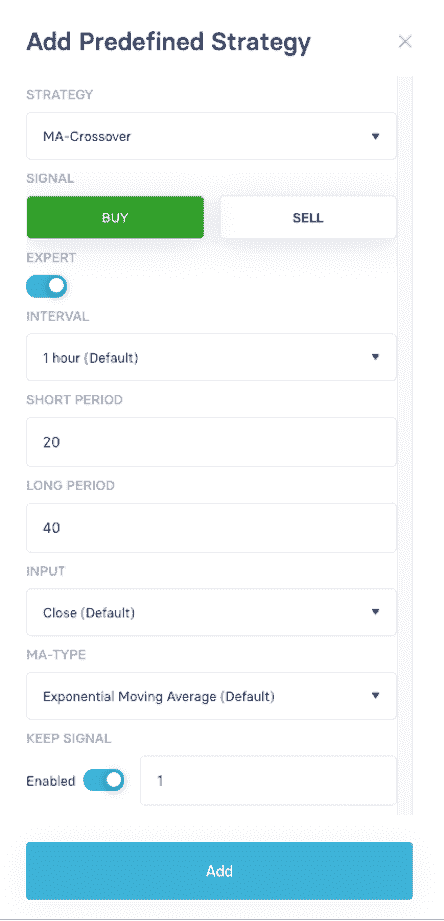 Add Predefined Strategy
STRATEGY
MA-Crossover
SIGNAL
BUY SELL
EXPERT
INTERVAL
1 hour (Default)
SHORT PERIOD
20
LONG PERIOD
40
INPUT
Close (Default)
MA-TYPE
Exponential Moving Average (Default)
KEEP SIGNAL
Enabled 1
Add